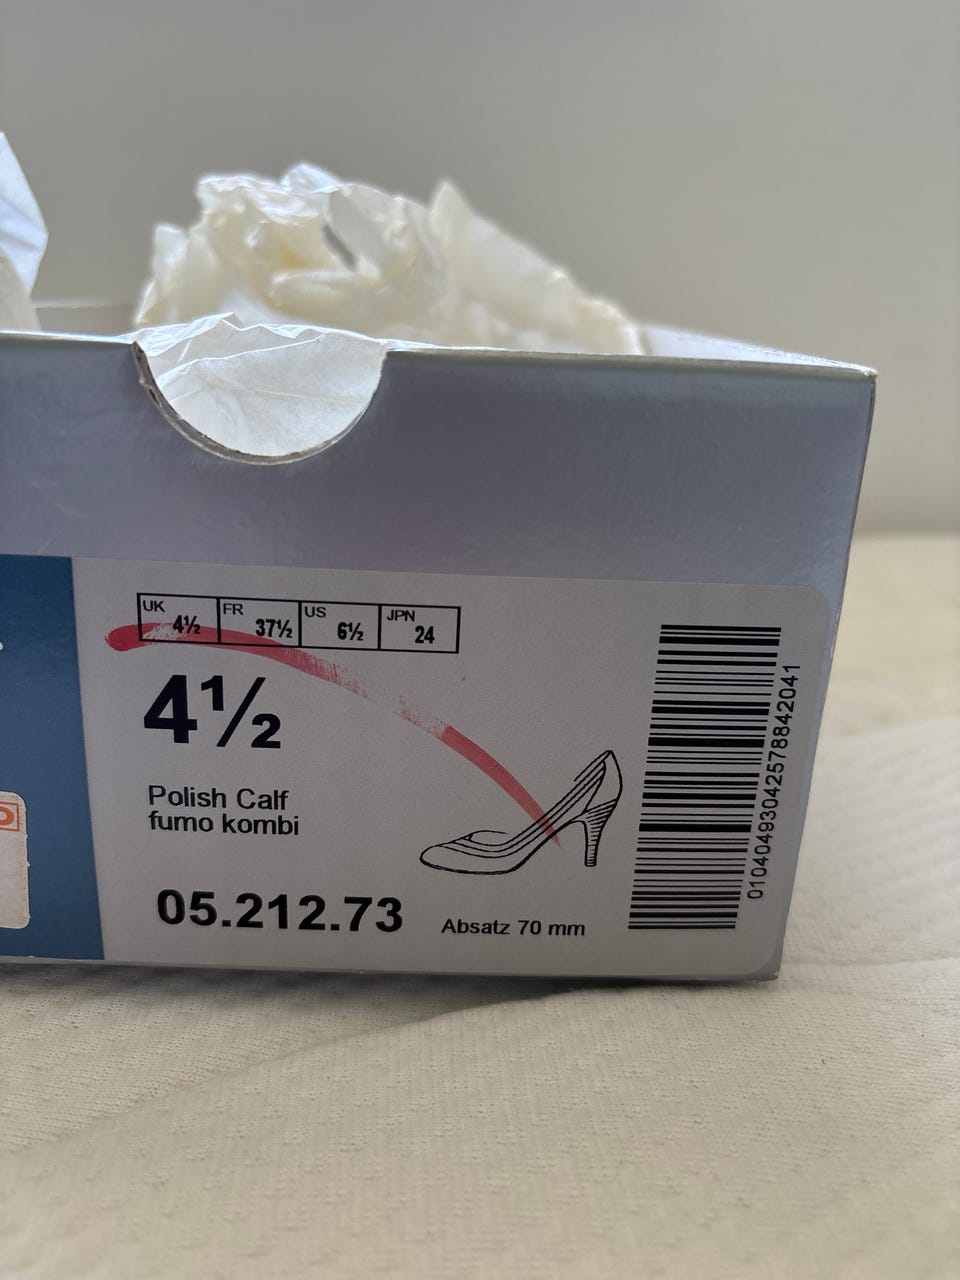 UK 4½ FR 37½ US 6½ JPN 24
4½
Polish Calf
fumo kombi
05.212.73
Absatz 70 mm
0104049304257884204​1